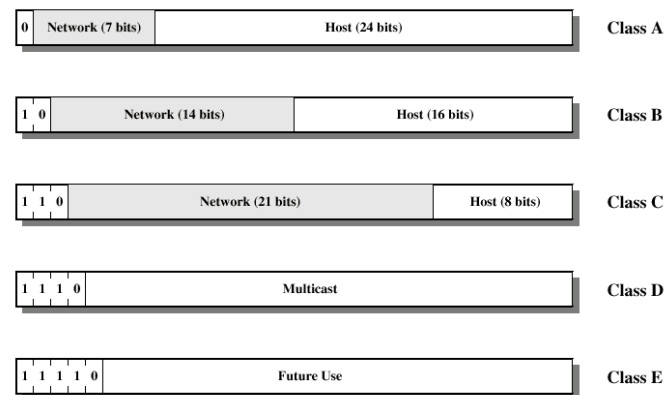 0 Network (7 bits) Host (24 bits) Class A
1 0 Network (14 bits) Host (16 bits) Class B
1 1 0 Network (21 bits) Host (8 bits) Class C
1 1 1 0 Multicast Class D
1 1 1 1 0 Future Use Class E